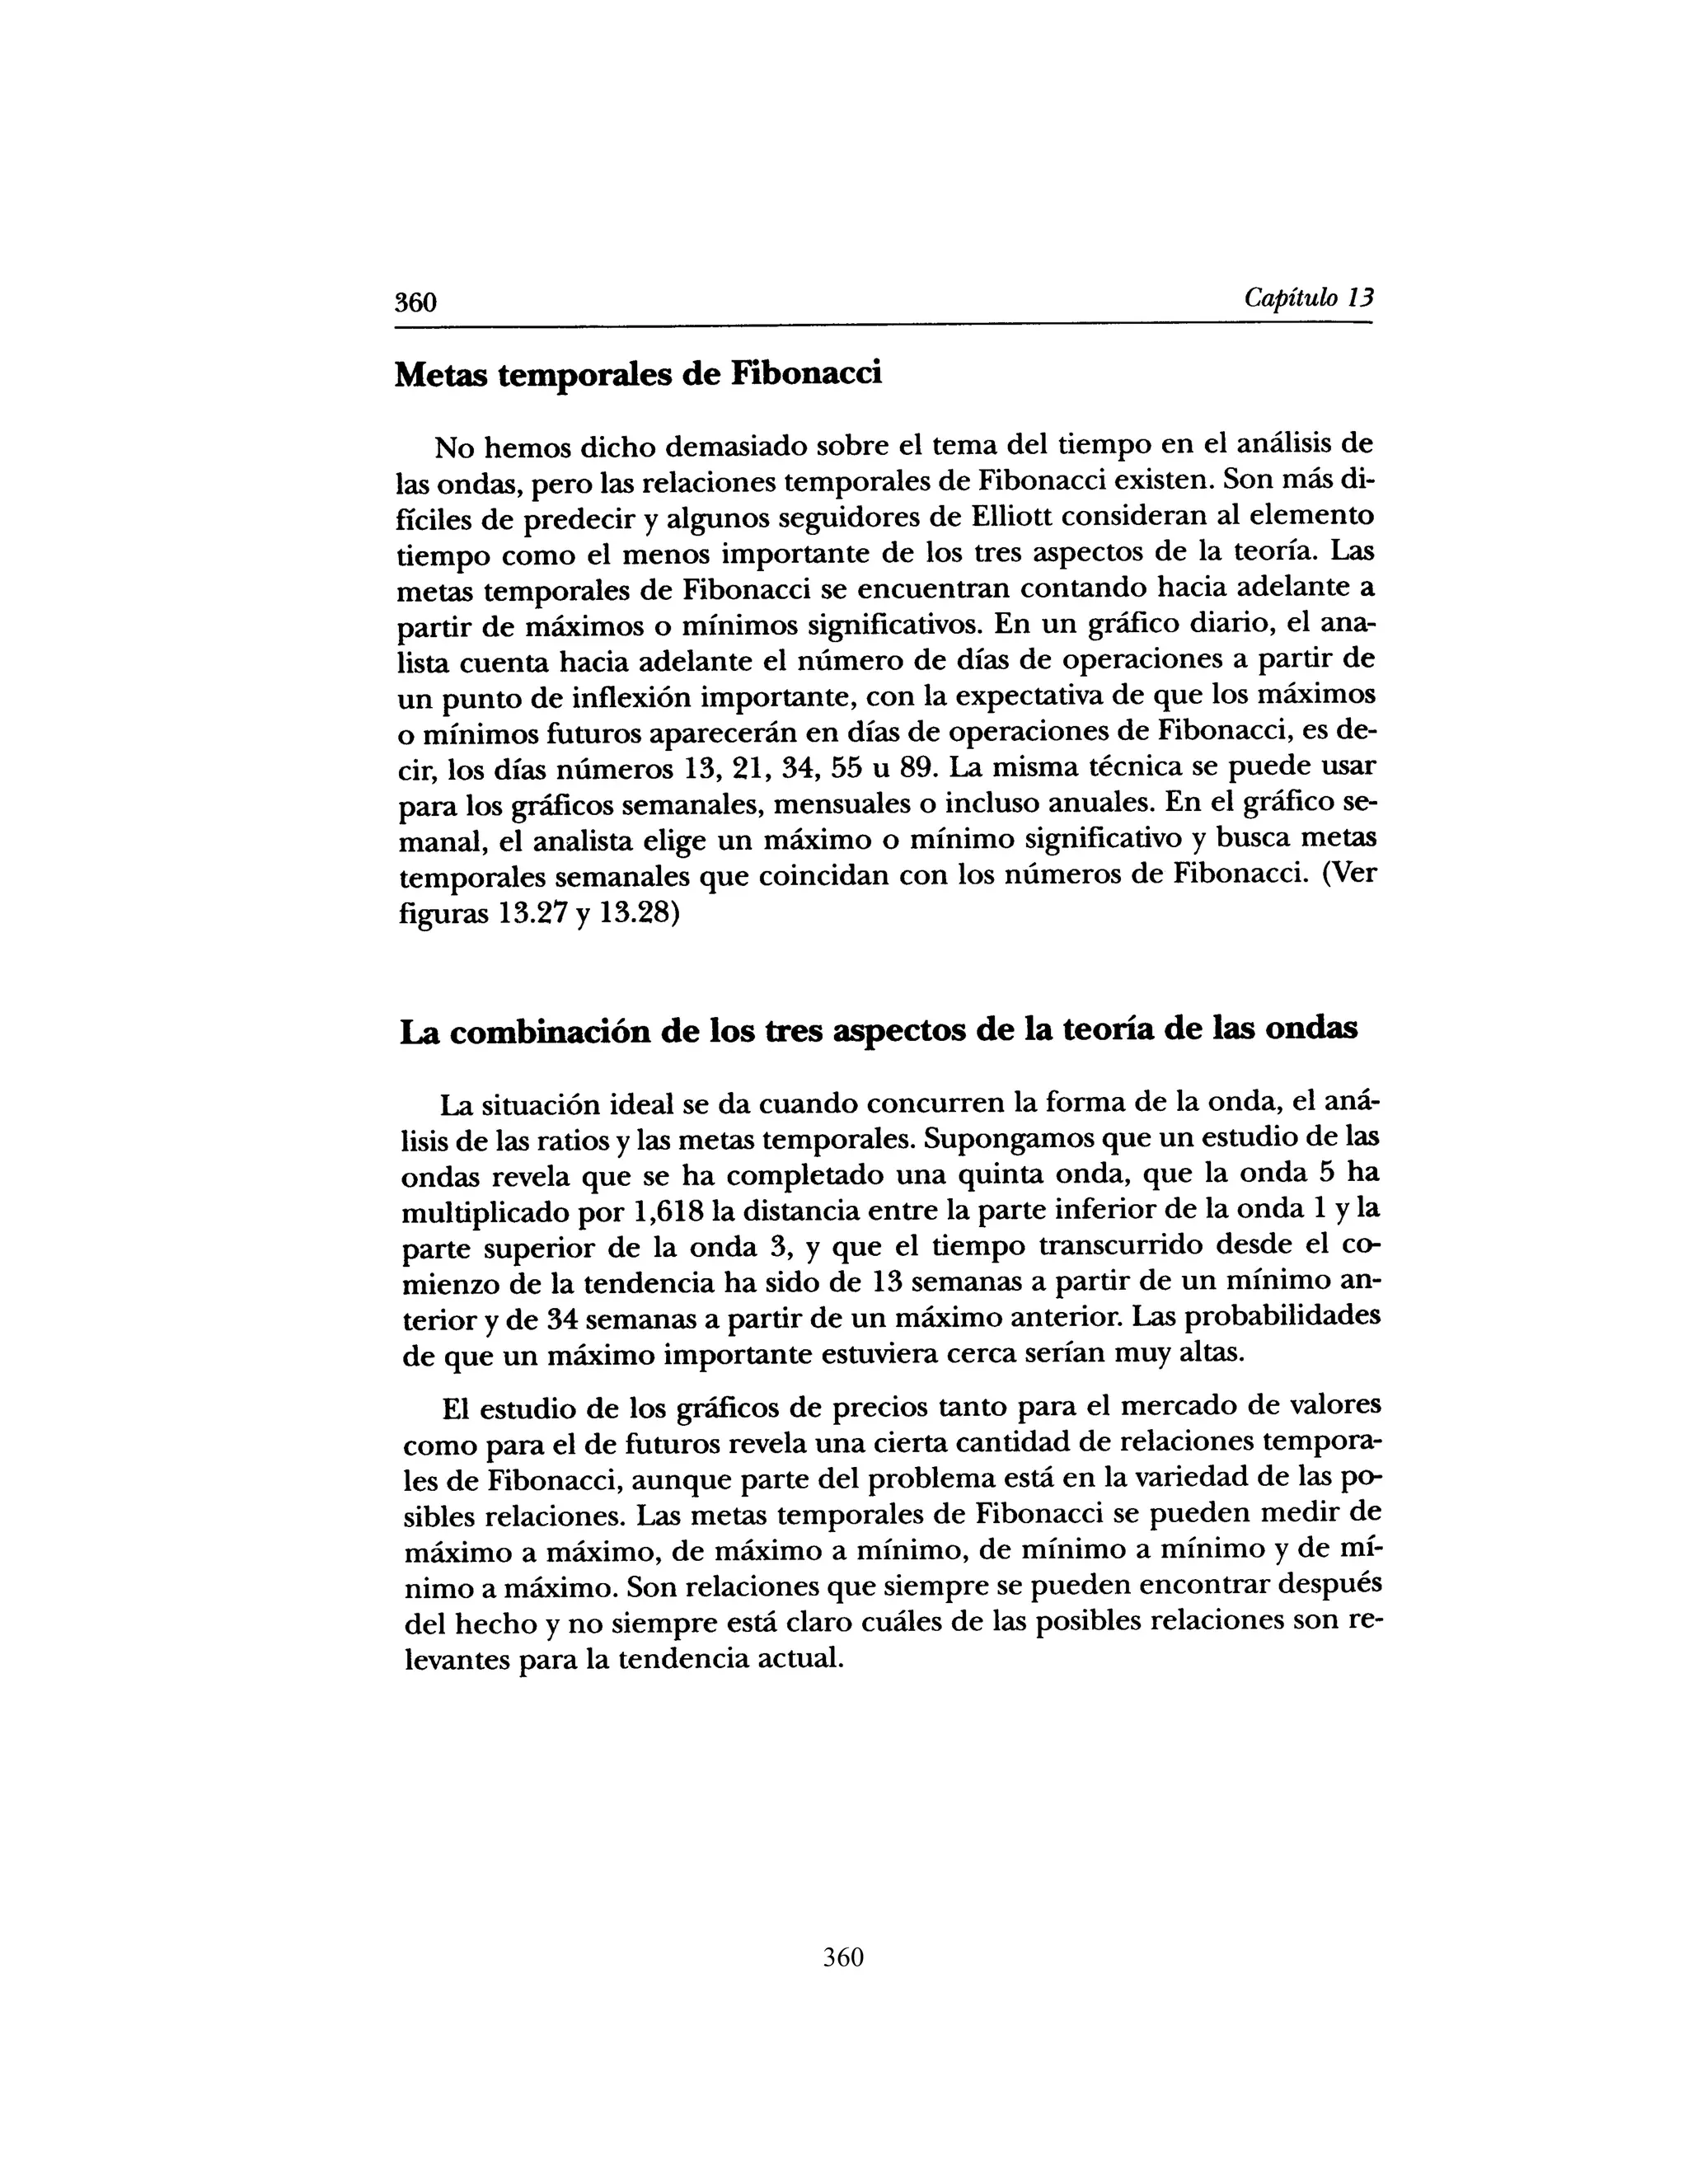 360
Capítulo 13
Metas temporales de Fibonacci
No hemos dicho demasiado sobre el tema del tiempo en el análisis de
las ondas, pero las relaciones temporales de Fibonacci existen. Son más di-
fíciles de predecir y algunos seguidores de Elliott consideran al elemento
tiempo como el menos importante de los tres aspectos de la teoría. Las
metas temporales de Fibonacci se encuentran contando hacia adelante a
partir de máximos o mínimos significativos. En un gráfico diario, el ana-
lista cuenta hacia adelante el número de días de operaciones a partir de
un punto de inflexión importante, con la expectativa de que los máximos
o mínimos futuros aparecerán en días de operaciones de Fibonacci, es de-
cir, los días números 13, 21, 34, 55 u 89. La misma técnica se puede usar
para los gráficos semanales, mensuales o incluso anuales. En el gráfico se-
manal, el analista elige un máximo o mínimo significativo y busca metas
temporales semanales que coincidan con los números de Fibonacci. (Ver
figuras 13.27 y 13.28)
La combinación de los tres aspectos de la teoría de las ondas
La situación ideal se da cuando concurren la forma de la onda, el aná-
lisis de las ratios y las metas temporales. Supongamos que un estudio de las
ondas revela que se ha completado una quinta onda, que la onda 5 ha
multiplicado por 1,618 la distancia entre la parte inferior de la onda 1 y la
parte superior de la onda 3, y que el tiempo transcurrido desde el co-
mienzo de la tendencia ha sido de 13 semanas a partir de un mínimo an-
terior y de 34 semanas a partir de un máximo anterior. Las probabilidades
de que un máximo importante estuviera cerca serían muy altas.
El estudio de los gráficos de precios tanto para el mercado de valores
como para el de futuros revela una cierta cantidad de relaciones tempora-
les de Fibonacci, aunque parte del problema está en la variedad de las po-
sibles relaciones. Las metas temporales de Fibonacci se pueden medir de
máximo a máximo, de máximo a mínimo, de mínimo a mínimo y de mí-
nimo a máximo. Son relaciones que siempre se pueden encontrar después
del hecho y no siempre está claro cuáles de las posibles relaciones son re-
levantes para la tendencia actual.
360